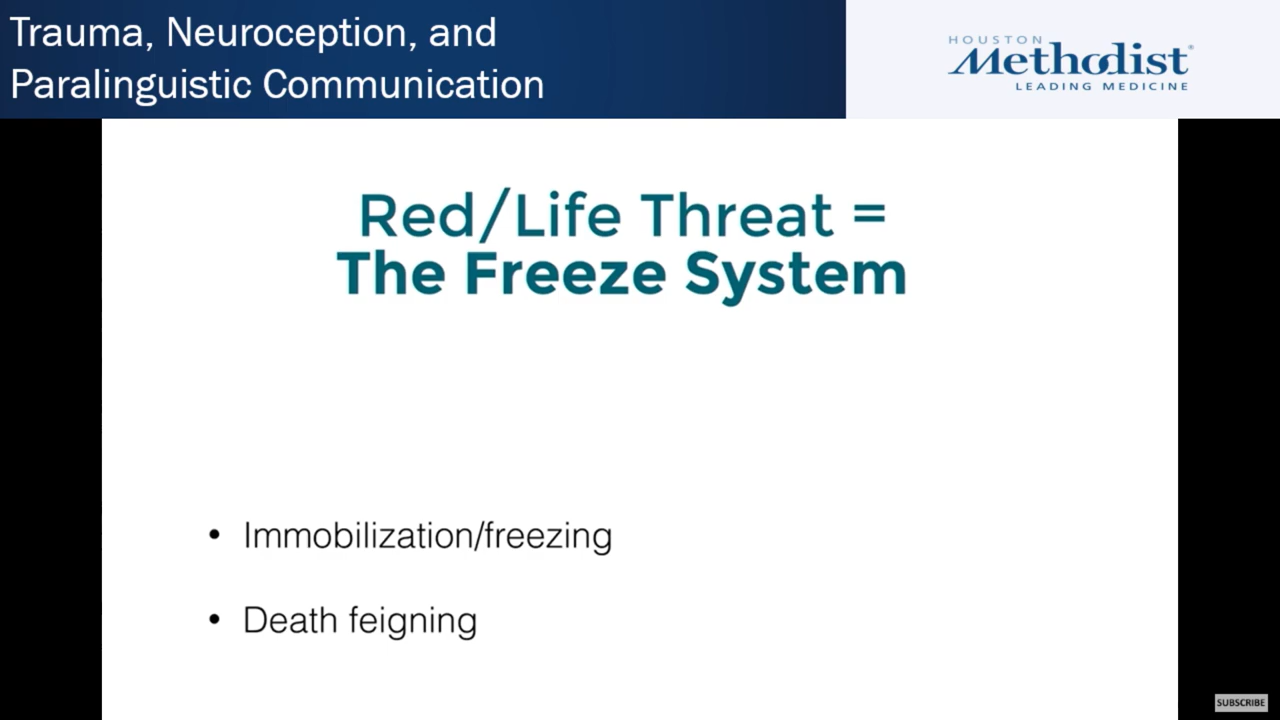 Trauma, Neuroception, and
Paralinguistic Communication
HOUSTON
Methodist®
LEADING MEDICINE
Red/Life Threat =
The Freeze System
• Immobilization/freezing
• Death feigning
SUBSCRIBE